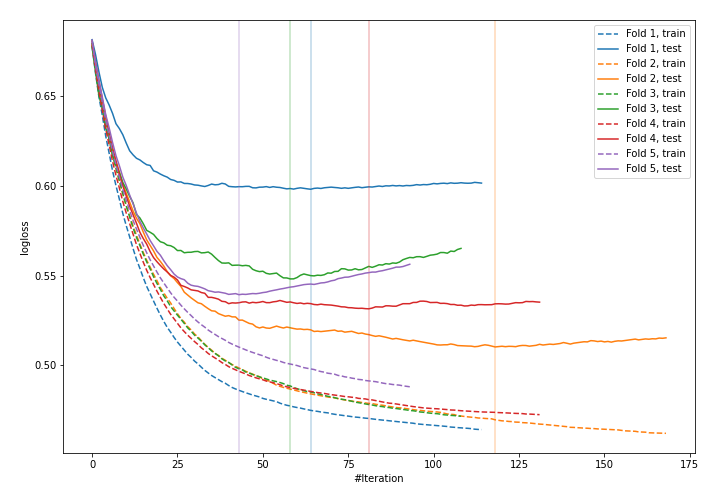 0.65
0.60
0.55
0.50
logloss
0
25
50
75
100
125
150
175
#Iteration
Fold 1, train
Fold 1, test
Fold 2, train
Fold 2, test
Fold 3, train
Fold 3, test
Fold 4, train
Fold 4, test
Fold 5, train
Fold 5, test